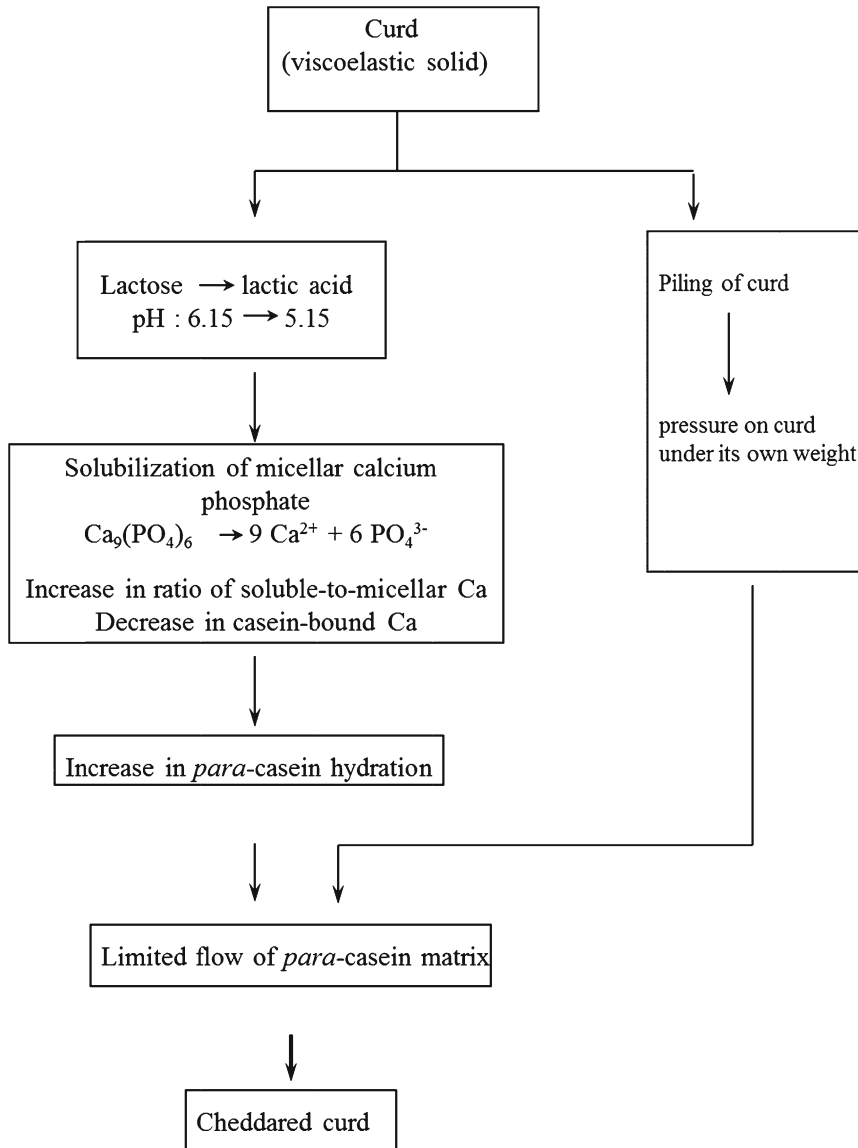 Curd
(viscoelastic solid)
Lactose → lactic acid
pH : 6.15 → 5.15
Piling of curd
pressure on curd
under its own weight
Solubilization of micellar calcium
phosphate
Ca₉(PO₄)₆ → 9 Ca²⁺ + 6 PO₄³⁻
Increase in ratio of soluble-to-micellar Ca
Decrease in casein-bound Ca
Increase in para-casein hydration
Limited flow of para-casein matrix
Cheddared curd